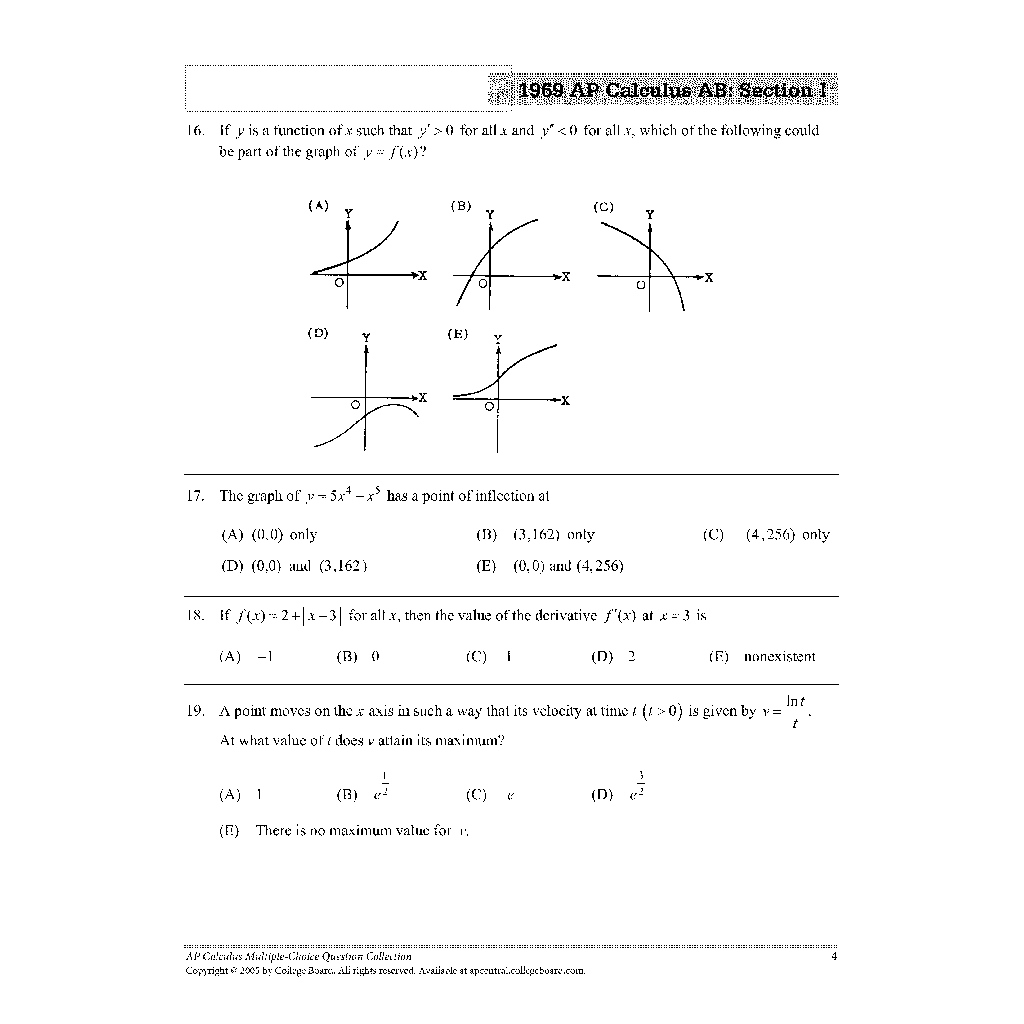 1969 AP Calculus AB: Section I
16. If y is a function of x such that y′ > 0 for all x and y″ < 0 for all x, which of the following could
be part of the graph of y = f(x)?
(A) (B) (C)
Y Y Y
X X X
O O O
(D) (E)
Y Y
X X
O O
17. The graph of y = 5x⁴ − x⁵ has a point of inflection at
(A) (0,0) only (B) (3,162) only (C) (4,256) only
(D) (0,0) and (3,162) (E) (0,0) and (4,256)
18. If f(x) = 2 + |x − 3| for all x, then the value of the derivative f′(x) at x = 3 is
(A) −1 (B) 0 (C) 1 (D) 2 (E) nonexistent
19. A point moves on the x axis in such a way that its velocity at time t (t > 0) is given by v = ln t / t.
At what value of t does v attain its maximum?
(A) 1 (B) e^(1/2) (C) e (D) e^(3/2)
(E) There is no maximum value for v.
AP Calculus Multiple-Choice Question Collection 4
Copyright © 2005 by College Board. All rights reserved. Available at apcentral.collegeboard.com.